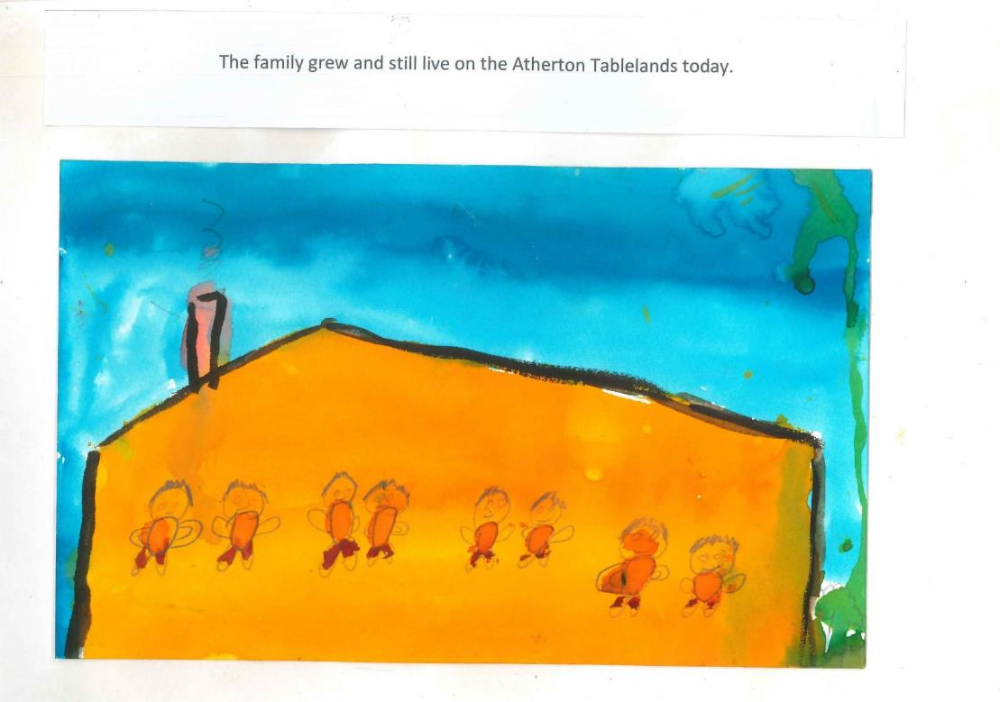 The family grew and still live on the Atherton Tablelands today.